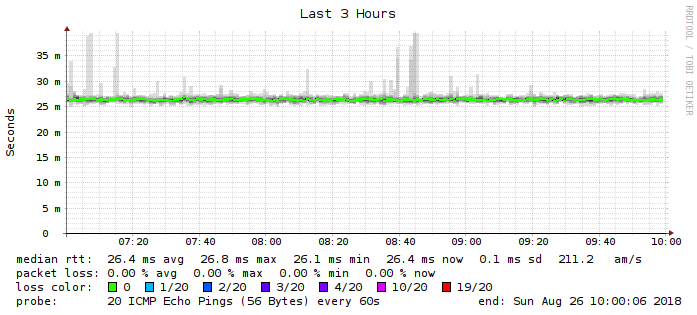 Last 3 Hours
RRDTOOL / TOBI OETIKER
Seconds
35 m
30 m
25 m
20 m
15 m
10 m
5 m
0
07:20 07:40 08:00 08:20 08:40 09:00 09:20 09:40 10:00
median rtt: 26.4 ms avg 26.8 ms max 26.1 ms min 26.4 ms now 0.1 ms sd 211.2 am/s
packet loss: 0.00 % avg 0.00 % max 0.00 % min 0.00 % now
loss color: 0 1/20 2/20 3/20 4/20 10/20 19/20
probe: 20 ICMP Echo Pings (56 Bytes) every 60s end: Sun Aug 26 10:00:06 2018